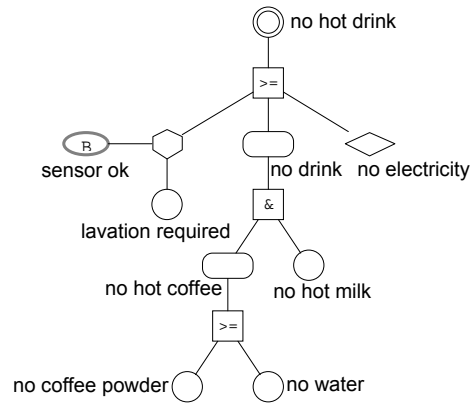 no hot drink
>=
B
sensor ok
no drink
no electricity
lavation required
&
no hot coffee
no hot milk
>=
no coffee powder
no water